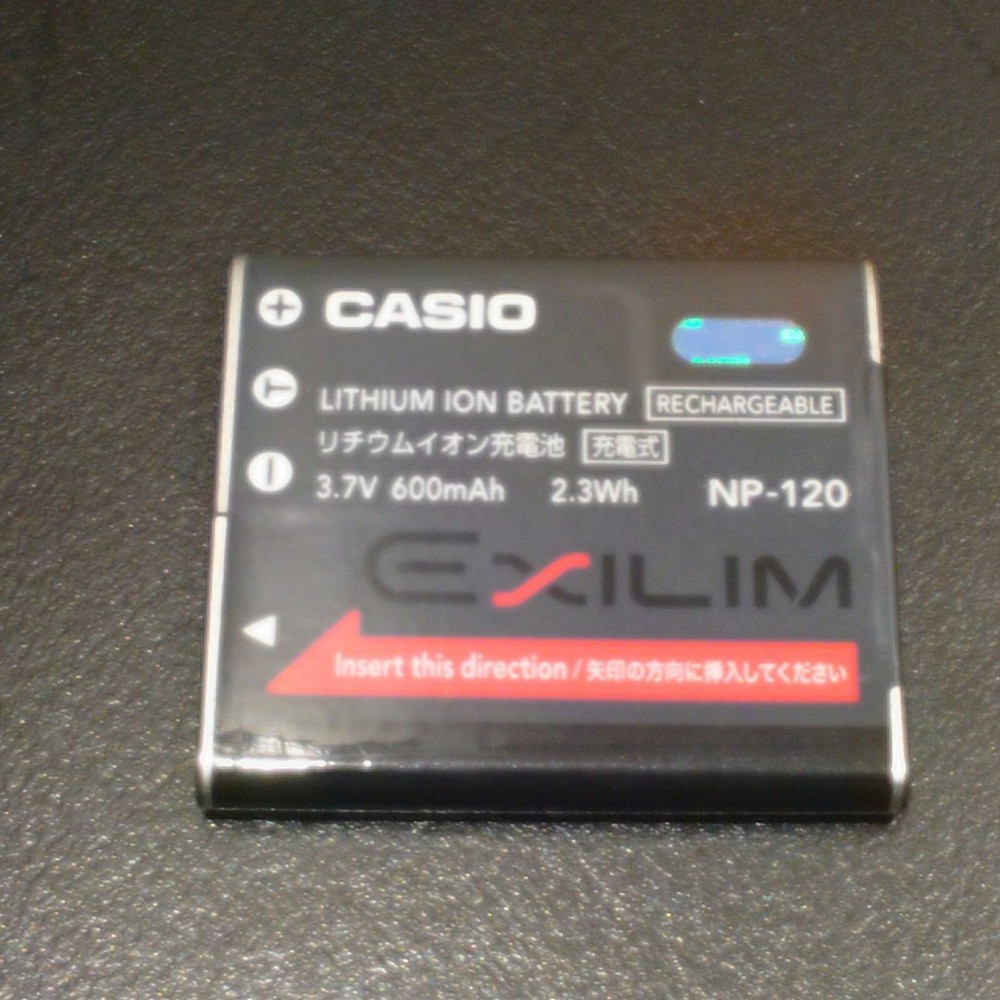 CASIO
LITHIUM ION BATTERY RECHARGEABLE
リチウムイオン充電池 充電式
3.7V 600mAh 2.3Wh NP-120
EXILIM
Insert this direction / 矢印の方向に挿入してください